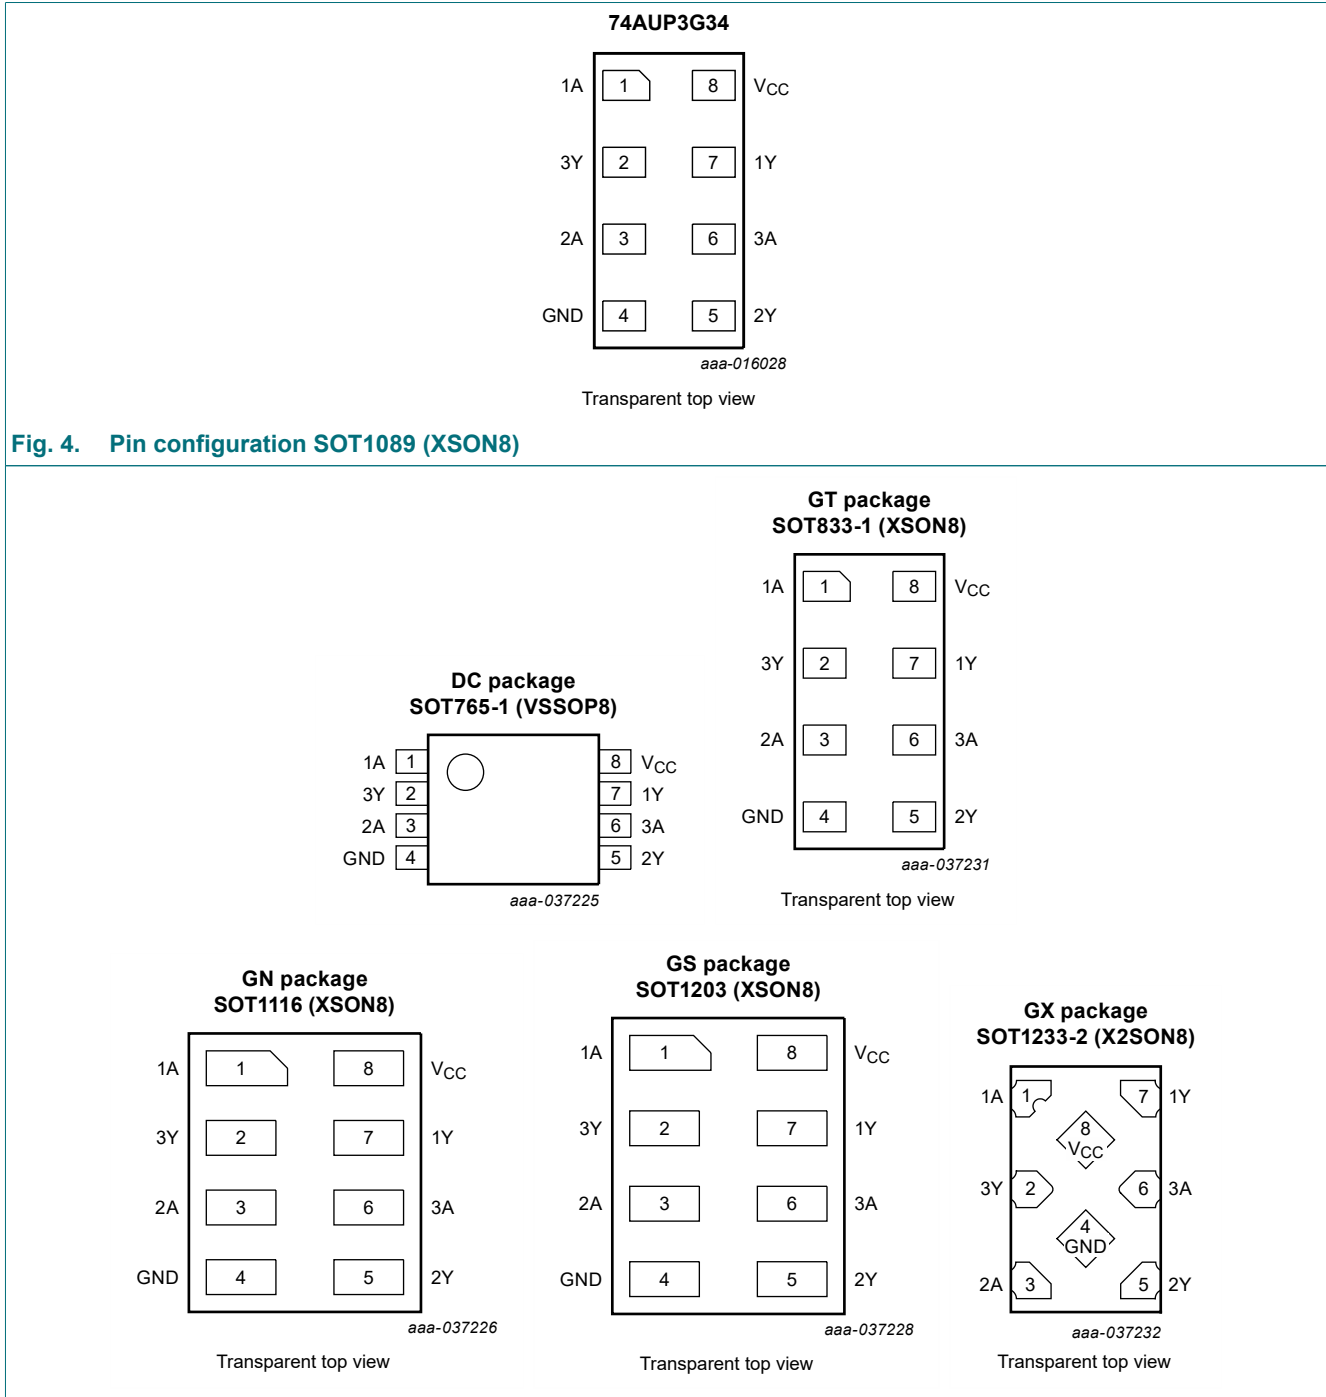 74AUP3G34
1A 1 8 VCC
3Y 2 7 1Y
2A 3 6 3A
GND 4 5 2Y
aaa-016028
Transparent top view
Fig. 4. Pin configuration SOT1089 (XSON8)
GT package
SOT833-1 (XSON8)
1A 1 8 VCC
3Y 2 7 1Y
2A 3 6 3A
GND 4 5 2Y
aaa-037231
Transparent top view
DC package
SOT765-1 (VSSOP8)
1A 1 8 VCC
3Y 2 7 1Y
2A 3 6 3A
GND 4 5 2Y
aaa-037225
GN package
SOT1116 (XSON8)
1A 1 8 VCC
3Y 2 7 1Y
2A 3 6 3A
GND 4 5 2Y
aaa-037226
Transparent top view
GS package
SOT1203 (XSON8)
1A 1 8 VCC
3Y 2 7 1Y
2A 3 6 3A
GND 4 5 2Y
aaa-037228
Transparent top view
GX package
SOT1233-2 (X2SON8)
1A 1 7 1Y
8
VCC
3Y 2 6 3A
4
GND
2A 3 5 2Y
aaa-037232
Transparent top view